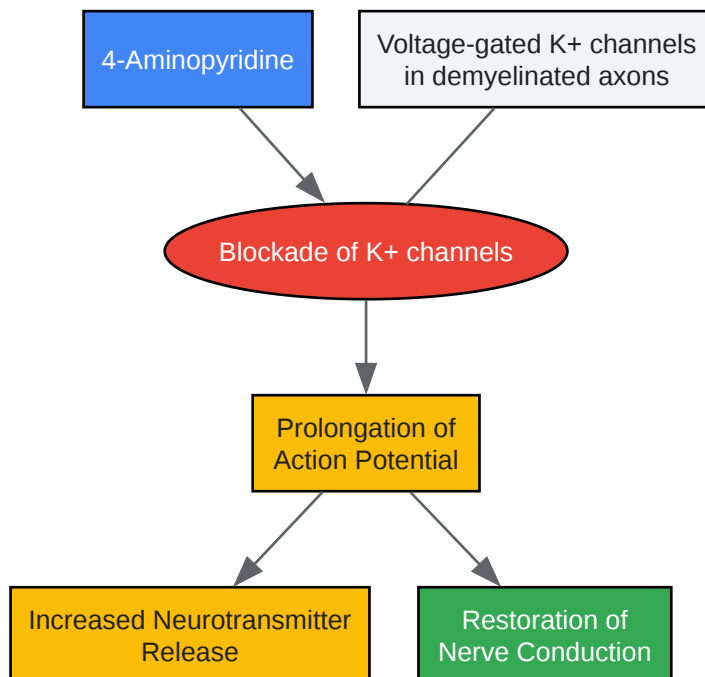 4-Aminopyridine
Voltage-gated K+ channels
in demyelinated axons
Blockade of K+ channels
Prolongation of
Action Potential
Increased Neurotransmitter
Release
Restoration of
Nerve Conduction